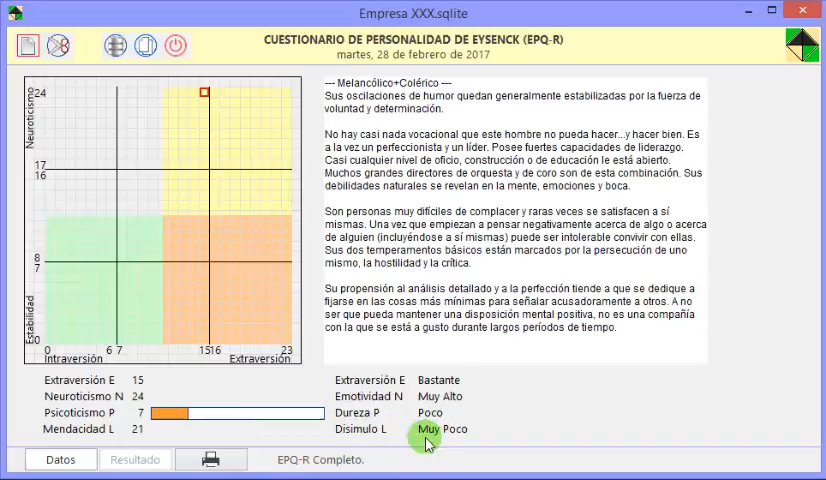 Empresa XXX.sqlite
CUESTIONARIO DE PERSONALIDAD DE EYSENCK (EPQ-R)
martes, 28 de febrero de 2017
Neuroticismo
Estabilidad
24
17
16
8
7
0
0
6 7
1516
23
Intraversión
Extraversión
--- Melancólico+Colérico ---
Sus oscilaciones de humor quedan generalmente estabilizadas por la fuerza de
voluntad y determinación.
No hay casi nada vocacional que este hombre no pueda hacer...y hacer bien. Es
a la vez un perfeccionista y un líder. Posee fuertes capacidades de liderazgo.
Casi cualquier nivel de oficio, construcción o de educación le está abierto.
Muchos grandes directores de orquesta y de coro son de esta combinación. Sus
debilidades naturales se revelan en la mente, emociones y boca.
Son personas muy difíciles de complacer y raras veces se satisfacen a sí
mismas. Una vez que empiezan a pensar negativamente acerca de algo o acerca
de alguien (incluyéndose a sí mismas) puede ser intolerable convivir con ellas.
Sus dos temperamentos básicos están marcados por la persecución de uno
mismo, la hostilidad y la crítica.
Su propensión al análisis detallado y a la perfección tiende a que se dedique a
fijarse en las cosas más mínimas para señalar acusadoramente a otros. A no
ser que pueda mantener una disposición mental positiva, no es una compañía
con la que se está a gusto durante largos períodos de tiempo.
Extraversión E 15
Neuroticismo N 24
Psicoticismo P 7
Mendacidad L 21
Extraversión E Bastante
Emotividad N Muy Alto
Dureza P Poco
Disimulo L Muy Poco
Datos
Resultado
EPQ-R Completo.